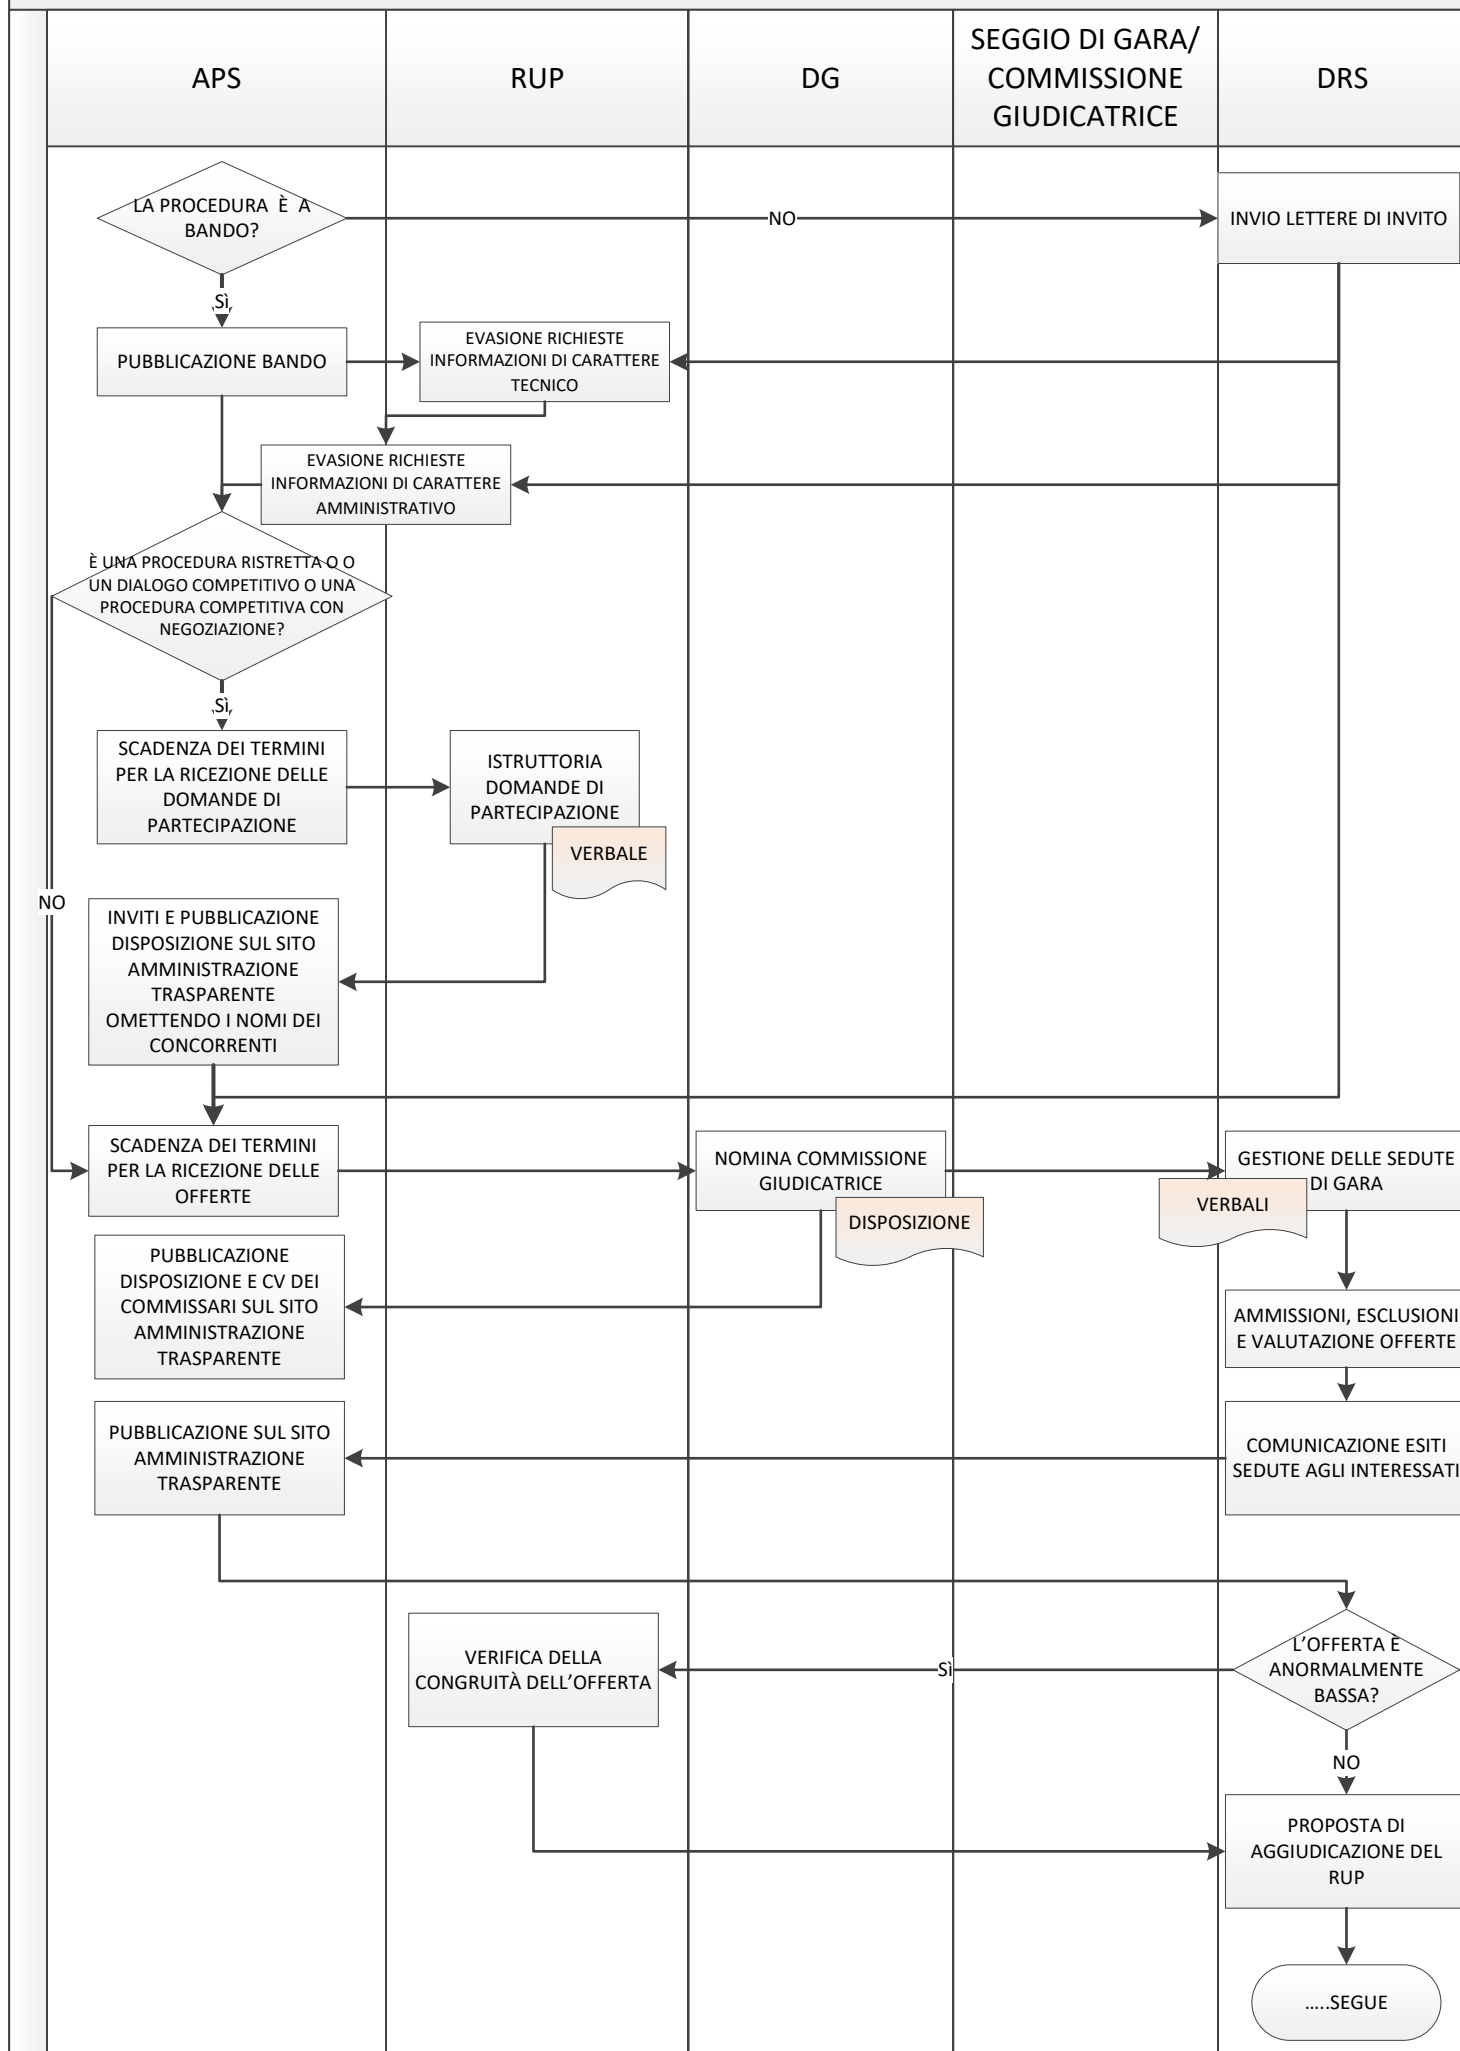 APS
RUP
DG
SEGGIO DI GARA/
COMMISSIONE
GIUDICATRICE
DRS
LA PROCEDURA È A
BANDO?
NO
INVIO LETTERE DI INVITO
Sì
PUBBLICAZIONE BANDO
EVASIONE RICHIESTE
INFORMAZIONI DI CARATTERE
TECNICO
EVASIONE RICHIESTE
INFORMAZIONI DI CARATTERE
AMMINISTRATIVO
È UNA PROCEDURA RISTRETTA O O
UN DIALOGO COMPETITIVO O UNA
PROCEDURA COMPETITIVA CON
NEGOZIAZIONE?
Sì
SCADENZA DEI TERMINI
PER LA RICEZIONE DELLE
DOMANDE DI
PARTECIPAZIONE
ISTRUTTORIA
DOMANDE DI
PARTECIPAZIONE
VERBALE
NO
INVITI E PUBBLICAZIONE
DISPOSIZIONE SUL SITO
AMMINISTRAZIONE
TRASPARENTE
OMETTENDO I NOMI DEI
CONCORRENTI
SCADENZA DEI TERMINI
PER LA RICEZIONE DELLE
OFFERTE
NOMINA COMMISSIONE
GIUDICATRICE
DISPOSIZIONE
GESTIONE DELLE SEDUTE
DI GARA
VERBALI
PUBBLICAZIONE
DISPOSIZIONE E CV DEI
COMMISSARI SUL SITO
AMMINISTRAZIONE
TRASPARENTE
AMMISSIONI, ESCLUSIONI
E VALUTAZIONE OFFERTE
PUBBLICAZIONE SUL SITO
AMMINISTRAZIONE
TRASPARENTE
COMUNICAZIONE ESITI
SEDUTE AGLI INTERESSATI
L’OFFERTA È
ANORMALMENTE
BASSA?
Sì
VERIFICA DELLA
CONGRUITÀ DELL’OFFERTA
NO
PROPOSTA DI
AGGIUDICAZIONE DEL
RUP
…..SEGUE